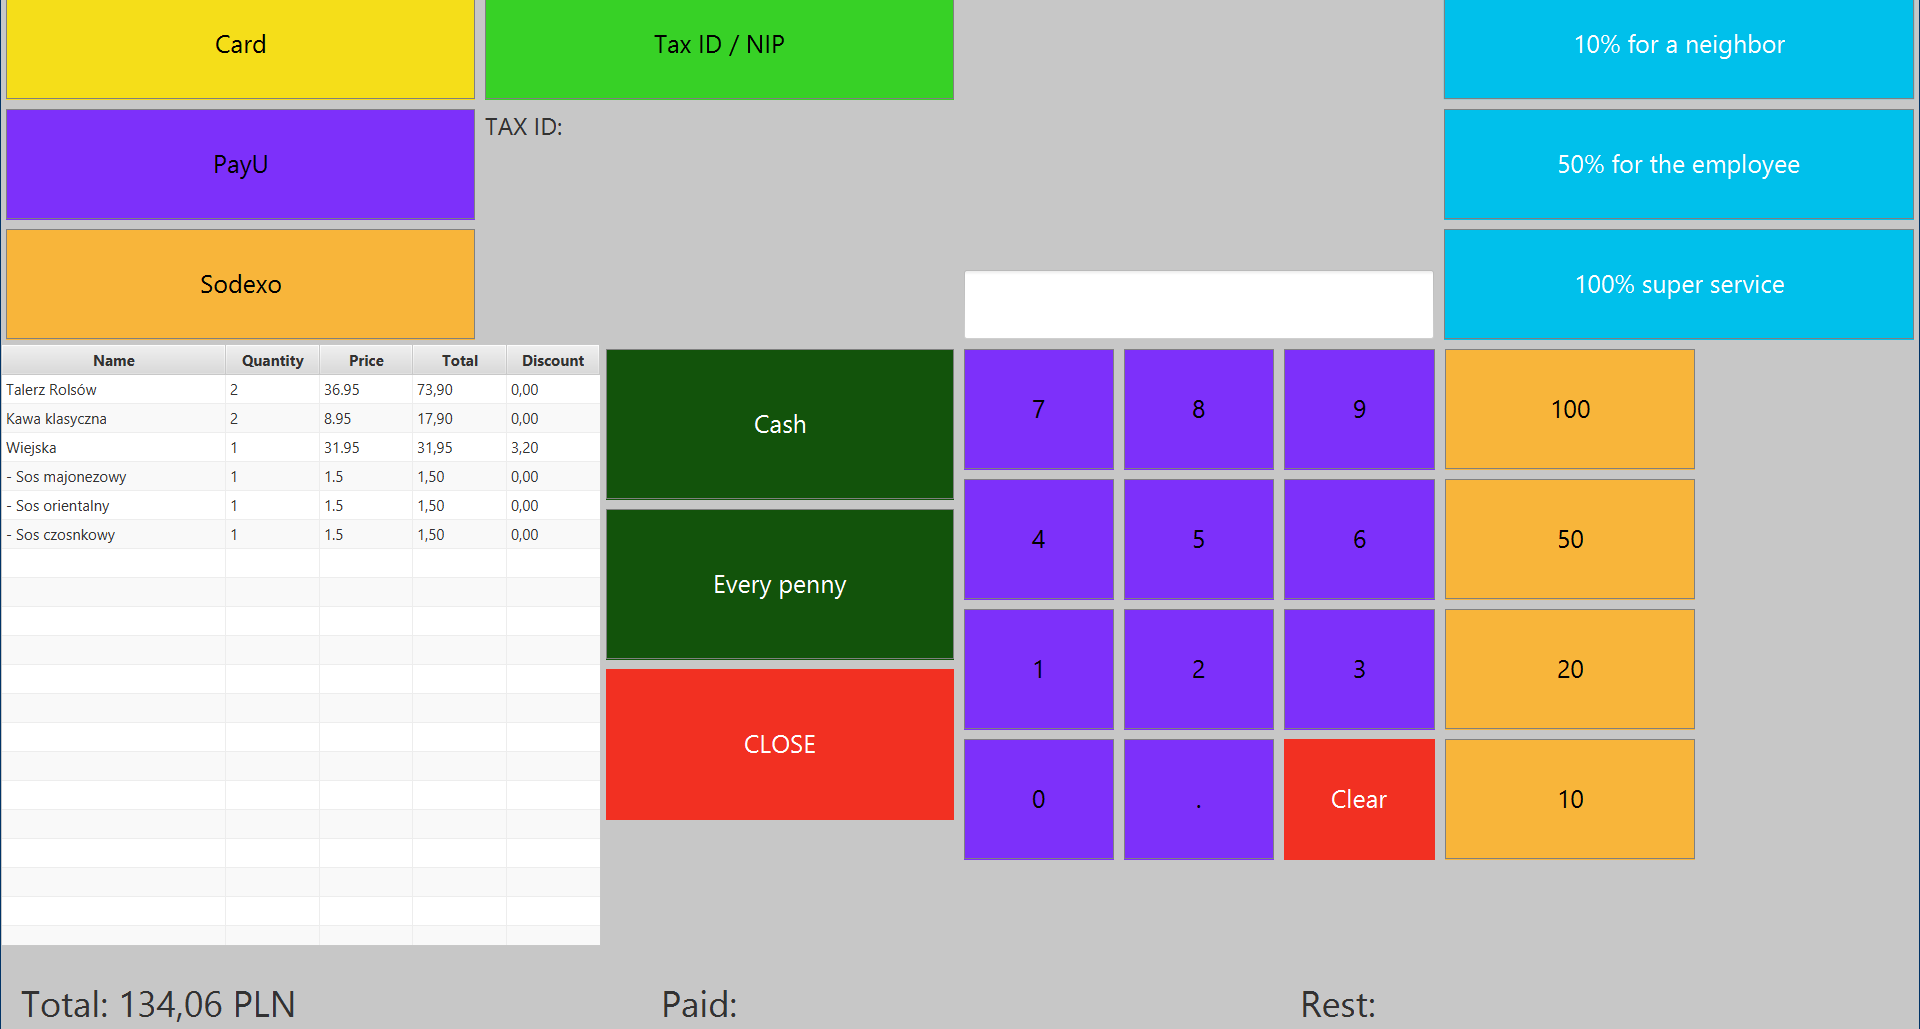 Card
Tax ID / NIP
10% for a neighbor
PayU
TAX ID:
50% for the employee
Sodexo
100% super service
Name Quantity Price Total Discount
Talerz Rolsów 2 36.95 73,90 0,00
Kawa klasyczna 2 8.95 17,90 0,00
Wiejska 1 31.95 31,95 3,20
- Sos majonezowy 1 1.5 1,50 0,00
- Sos orientalny 1 1.5 1,50 0,00
- Sos czosnkowy 1 1.5 1,50 0,00
Cash
Every penny
CLOSE
7 8 9 100
4 5 6 50
1 2 3 20
0 . Clear 10
Total: 134,06 PLN
Paid:
Rest: